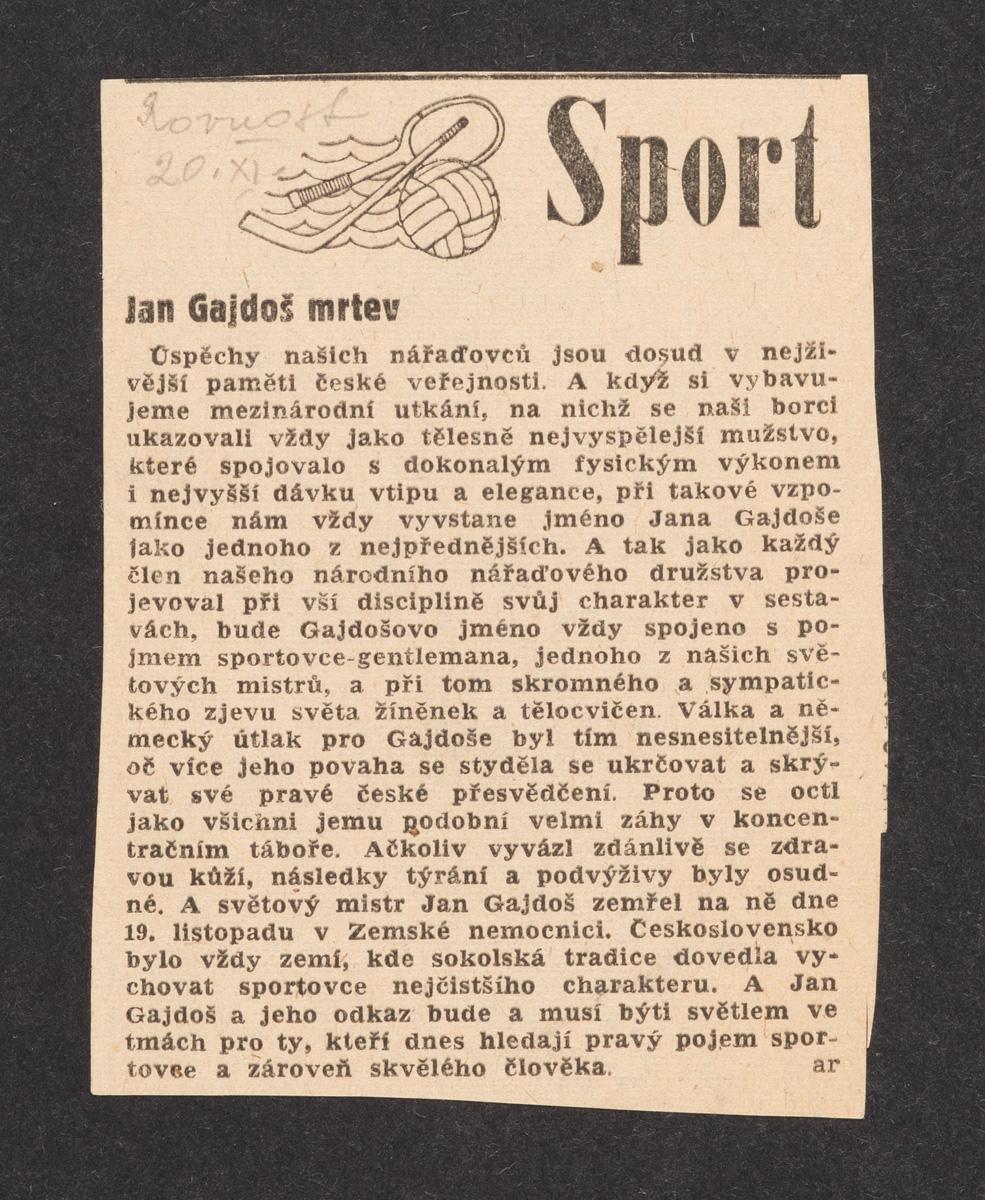 Rovnost
20. XI.
Sport
Jan Gajdoš mrtev
Úspěchy našich nářaďovců jsou dosud v nejži-
vější paměti české veřejnosti. A když si vybavu-
jeme mezinárodní utkání, na nichž se naši borci
ukazovali vždy jako tělesně nejvyspělejší mužstvo,
které spojovalo s dokonalým fysickým výkonem
i nejvyšší dávku vtipu a elegance, při takové vzpo-
mínce nám vždy vyvstane jméno Jana Gajdoše
jako jednoho z nejpřednějších. A tak jako každý
člen našeho národního nářaďového družstva pro-
jevoval při vší disciplině svůj charakter v sesta-
vách, bude Gajdošovo jméno vždy spojeno s po-
jmem sportovce-gentlemana, jednoho z našich svě-
tových mistrů, a při tom skromného a sympatic-
kého zjevu světa žíněnek a tělocvičen. Válka a ně-
mecký útlak pro Gajdoše byl tím nesnesitelnější,
oč více jeho povaha se styděla se ukrčovat a skrý-
vat své pravé české přesvědčení. Proto se octl
jako všichni jemu podobní velmi záhy v koncen-
tračním táboře. Ačkoliv vyvázl zdánlivě se zdra-
vou kůží, následky týrání a podvýživy byly osud-
né. A světový mistr Jan Gajdoš zemřel na ně dne
19. listopadu v Zemské nemocnici. Československo
bylo vždy zemí, kde sokolská tradice dovedla vy-
chovat sportovce nejčistšího charakteru. A Jan
Gajdoš a jeho odkaz bude a musí býti světlem ve
tmách pro ty, kteří dnes hledají pravý pojem spor-
tovce a zároveň skvělého člověka. ar